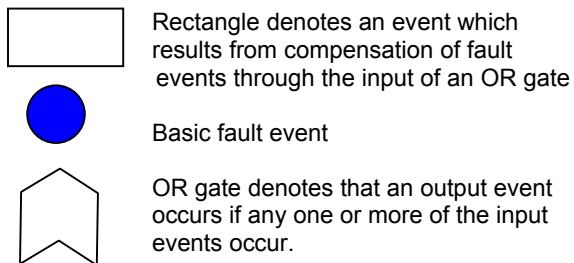 Rectangle denotes an event which
results from compensation of fault
events through the input of an OR gate
Basic fault event
OR gate denotes that an output event
occurs if any one or more of the input
events occur.